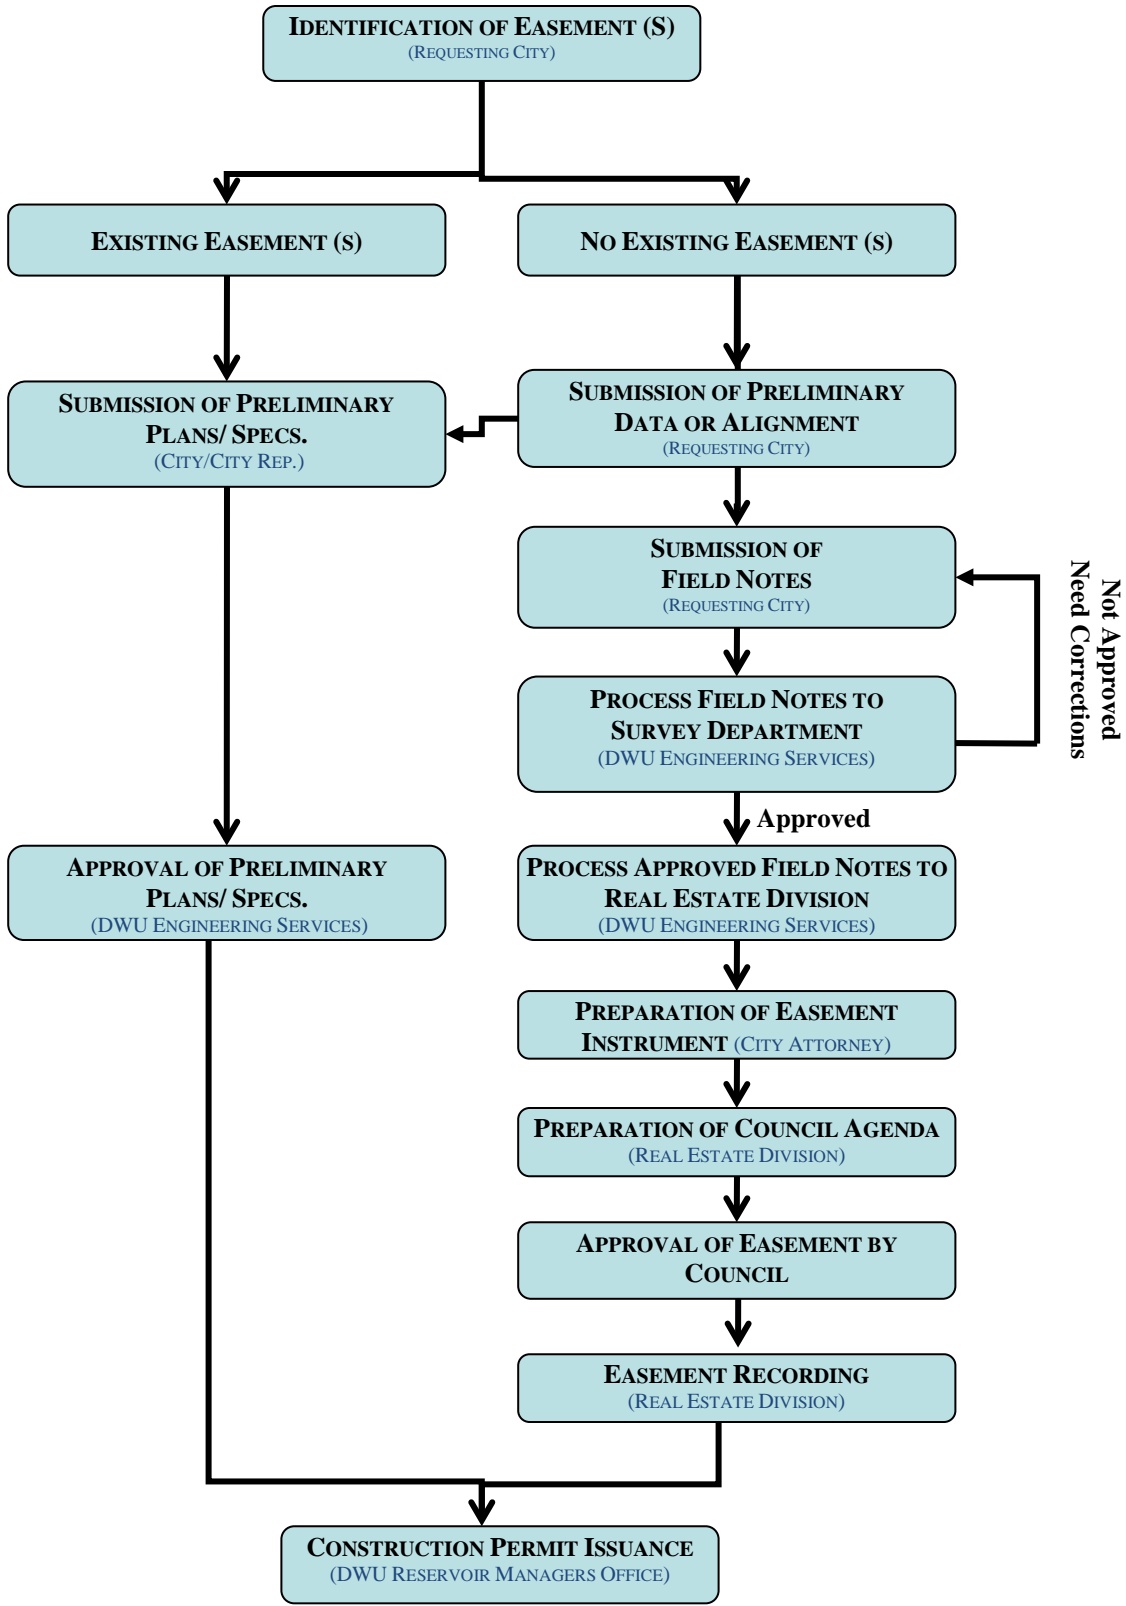 IDENTIFICATION OF EASEMENT (S)
(REQUESTING CITY)
EXISTING EASEMENT (S)
NO EXISTING EASEMENT (S)
SUBMISSION OF PRELIMINARY
PLANS/ SPECS.
(CITY/CITY REP.)
SUBMISSION OF PRELIMINARY
DATA OR ALIGNMENT
(REQUESTING CITY)
SUBMISSION OF
FIELD NOTES
(REQUESTING CITY)
Not Approved
Need Corrections
PROCESS FIELD NOTES TO
SURVEY DEPARTMENT
(DWU ENGINEERING SERVICES)
Approved
APPROVAL OF PRELIMINARY
PLANS/ SPECS.
(DWU ENGINEERING SERVICES)
PROCESS APPROVED FIELD NOTES TO
REAL ESTATE DIVISION
(DWU ENGINEERING SERVICES)
PREPARATION OF EASEMENT
INSTRUMENT (CITY ATTORNEY)
PREPARATION OF COUNCIL AGENDA
(REAL ESTATE DIVISION)
APPROVAL OF EASEMENT BY
COUNCIL
EASEMENT RECORDING
(REAL ESTATE DIVISION)
CONSTRUCTION PERMIT ISSUANCE
(DWU RESERVOIR MANAGERS OFFICE)